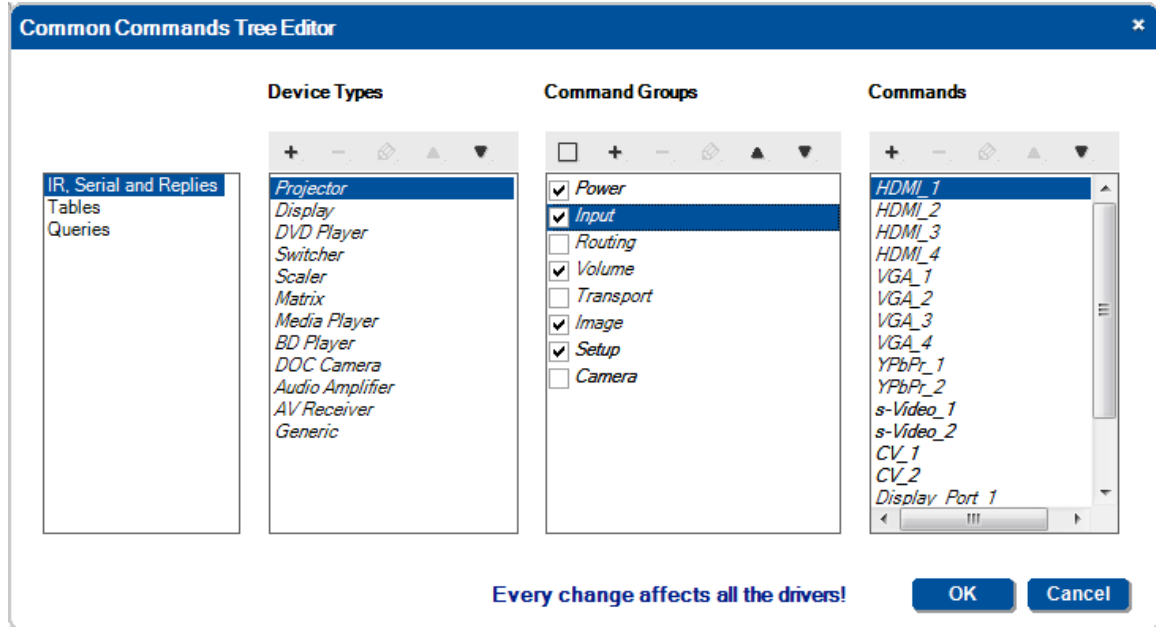 Common Commands Tree Editor
Device Types
Command Groups
Commands
IR, Serial and Replies
Tables
Queries
Projector
Display
DVD Player
Switcher
Scaler
Matrix
Media Player
BD Player
DOC Camera
Audio Amplifier
AV Receiver
Generic
Power
Input
Routing
Volume
Transport
Image
Setup
Camera
HDMI_1
HDMI_2
HDMI_3
HDMI_4
VGA_1
VGA_2
VGA_3
VGA_4
YPbPr_1
YPbPr_2
s-Video_1
s-Video_2
CV_1
CV_2
Display_Port_1
Every change affects all the drivers!
OK
Cancel